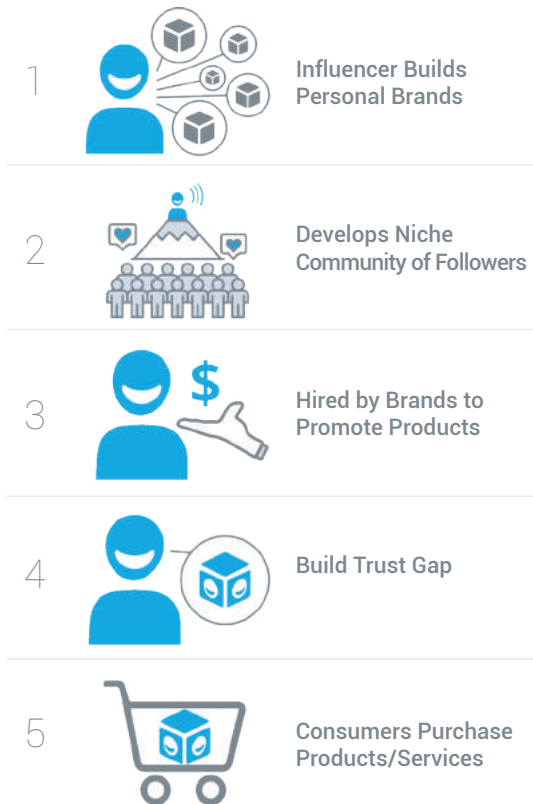 1
Influencer Builds
Personal Brands
2
Develops Niche
Community of Followers
3
$
Hired by Brands to
Promote Products
4
Build Trust Gap
5
Consumers Purchase
Products/Services